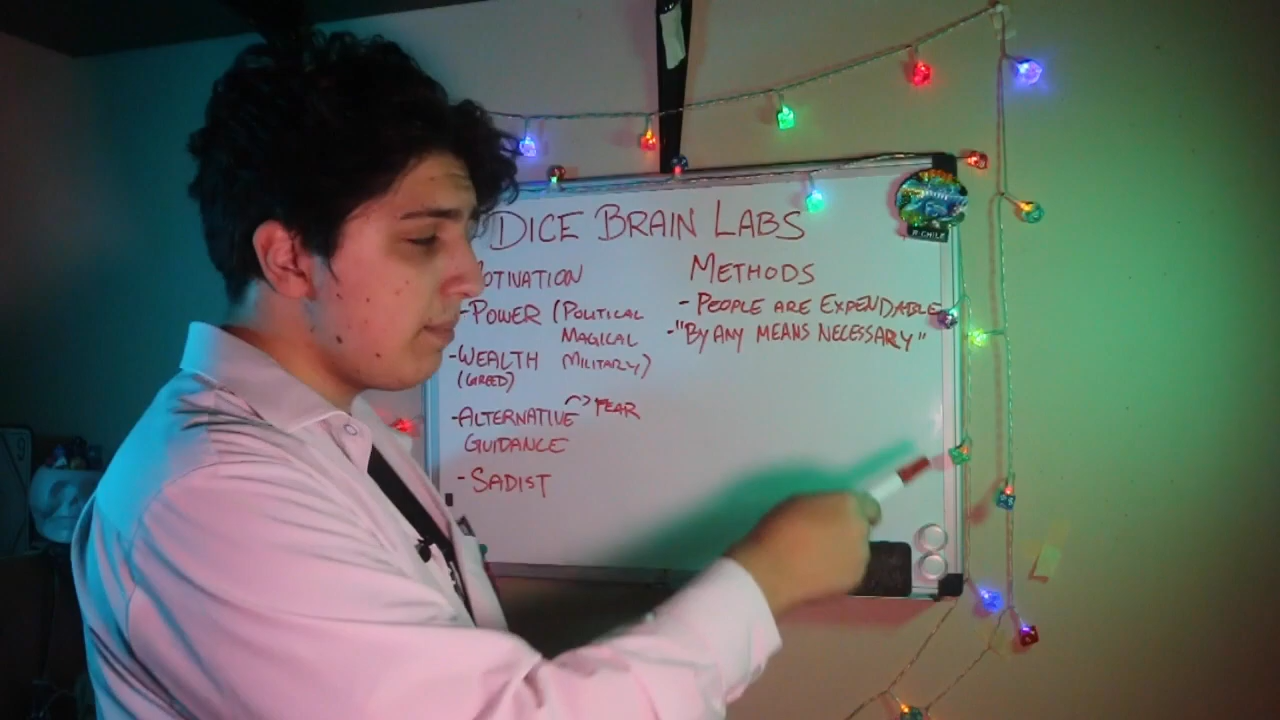 DICE BRAIN LABS
MOTIVATION
- POWER (POLITICAL
MAGICAL
MILITARY)
- WEALTH
(GREED)
- ALTERNATIVE -> FEAR
GUIDANCE
- SADIST
METHODS
- PEOPLE ARE EXPENDABLE
- "BY ANY MEANS NECESSARY"